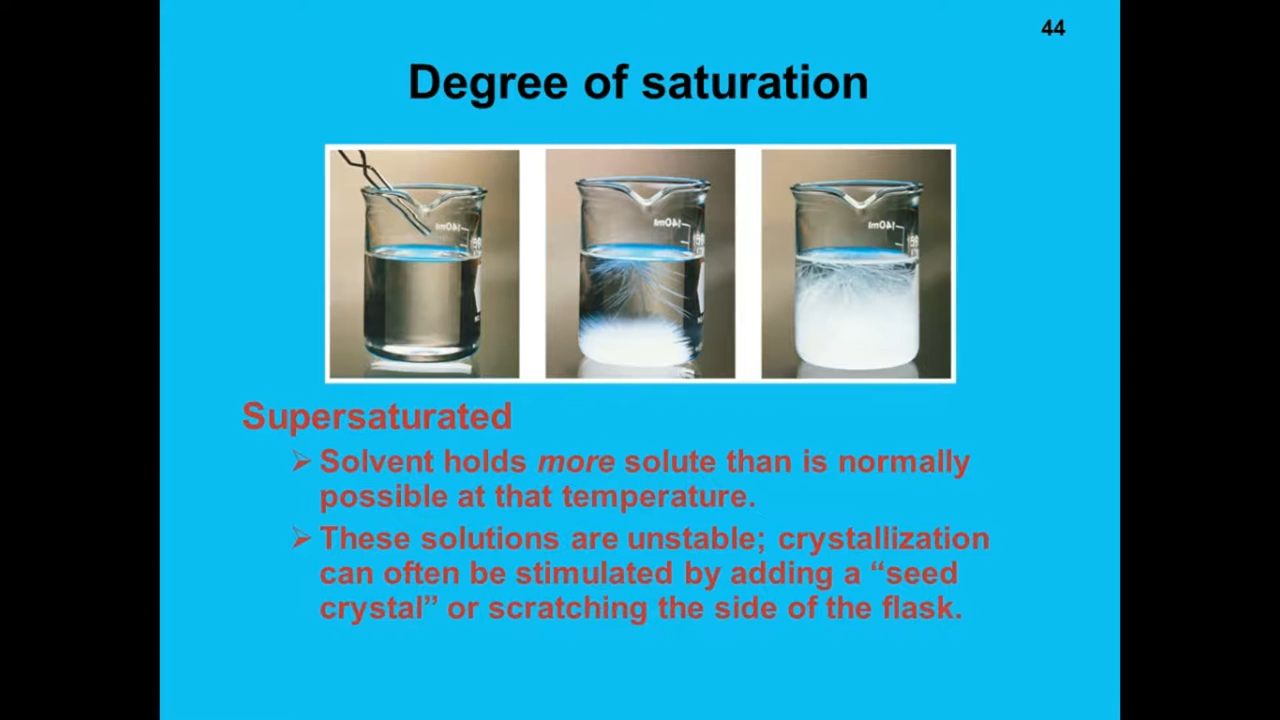 44
Degree of saturation
Supersaturated
➢ Solvent holds more solute than is normally
possible at that temperature.
➢ These solutions are unstable; crystallization
can often be stimulated by adding a “seed
crystal” or scratching the side of the flask.